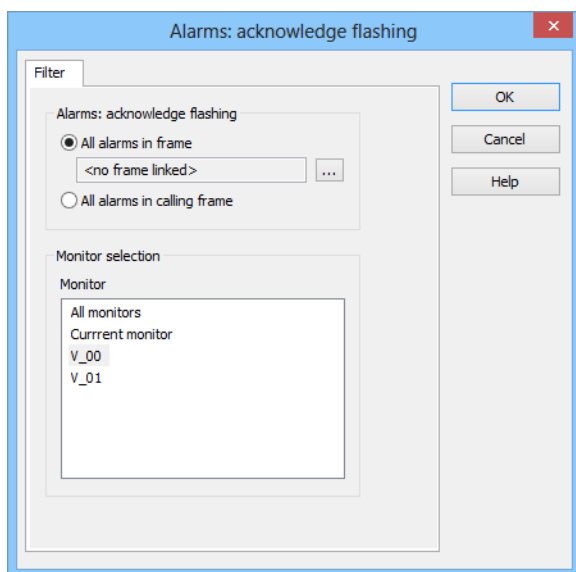 Alarms: acknowledge flashing
Filter
OK
Cancel
Help
Alarms: acknowledge flashing
All alarms in frame
<no frame linked>
...
All alarms in calling frame
Monitor selection
Monitor
All monitors
Currrent monitor
V_00
V_01